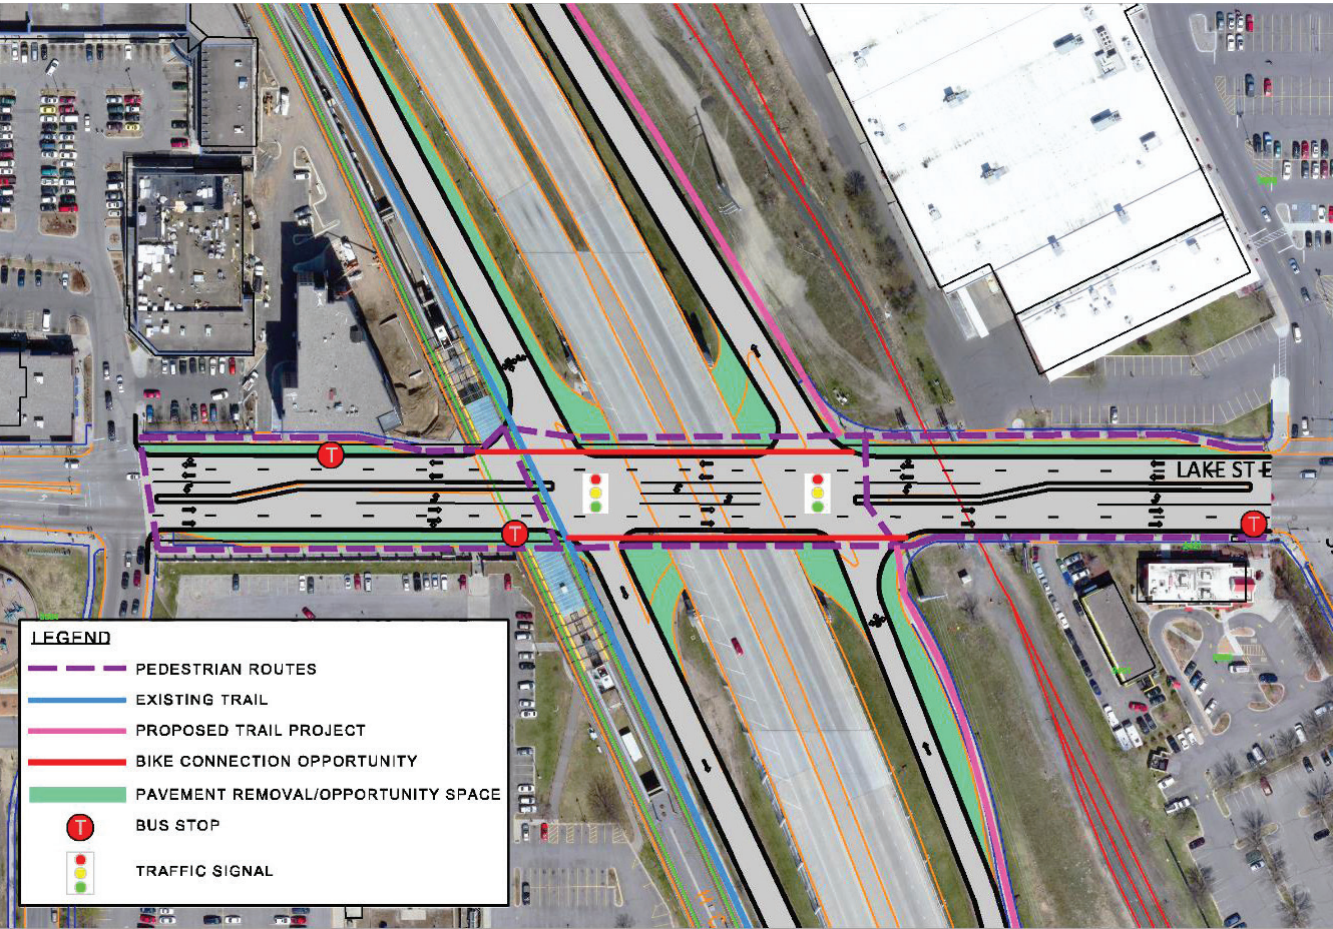 LAKE ST E
T
T
T
LEGEND
PEDESTRIAN ROUTES
EXISTING TRAIL
PROPOSED TRAIL PROJECT
BIKE CONNECTION OPPORTUNITY
PAVEMENT REMOVAL/OPPORTUNITY SPACE
T BUS STOP
TRAFFIC SIGNAL